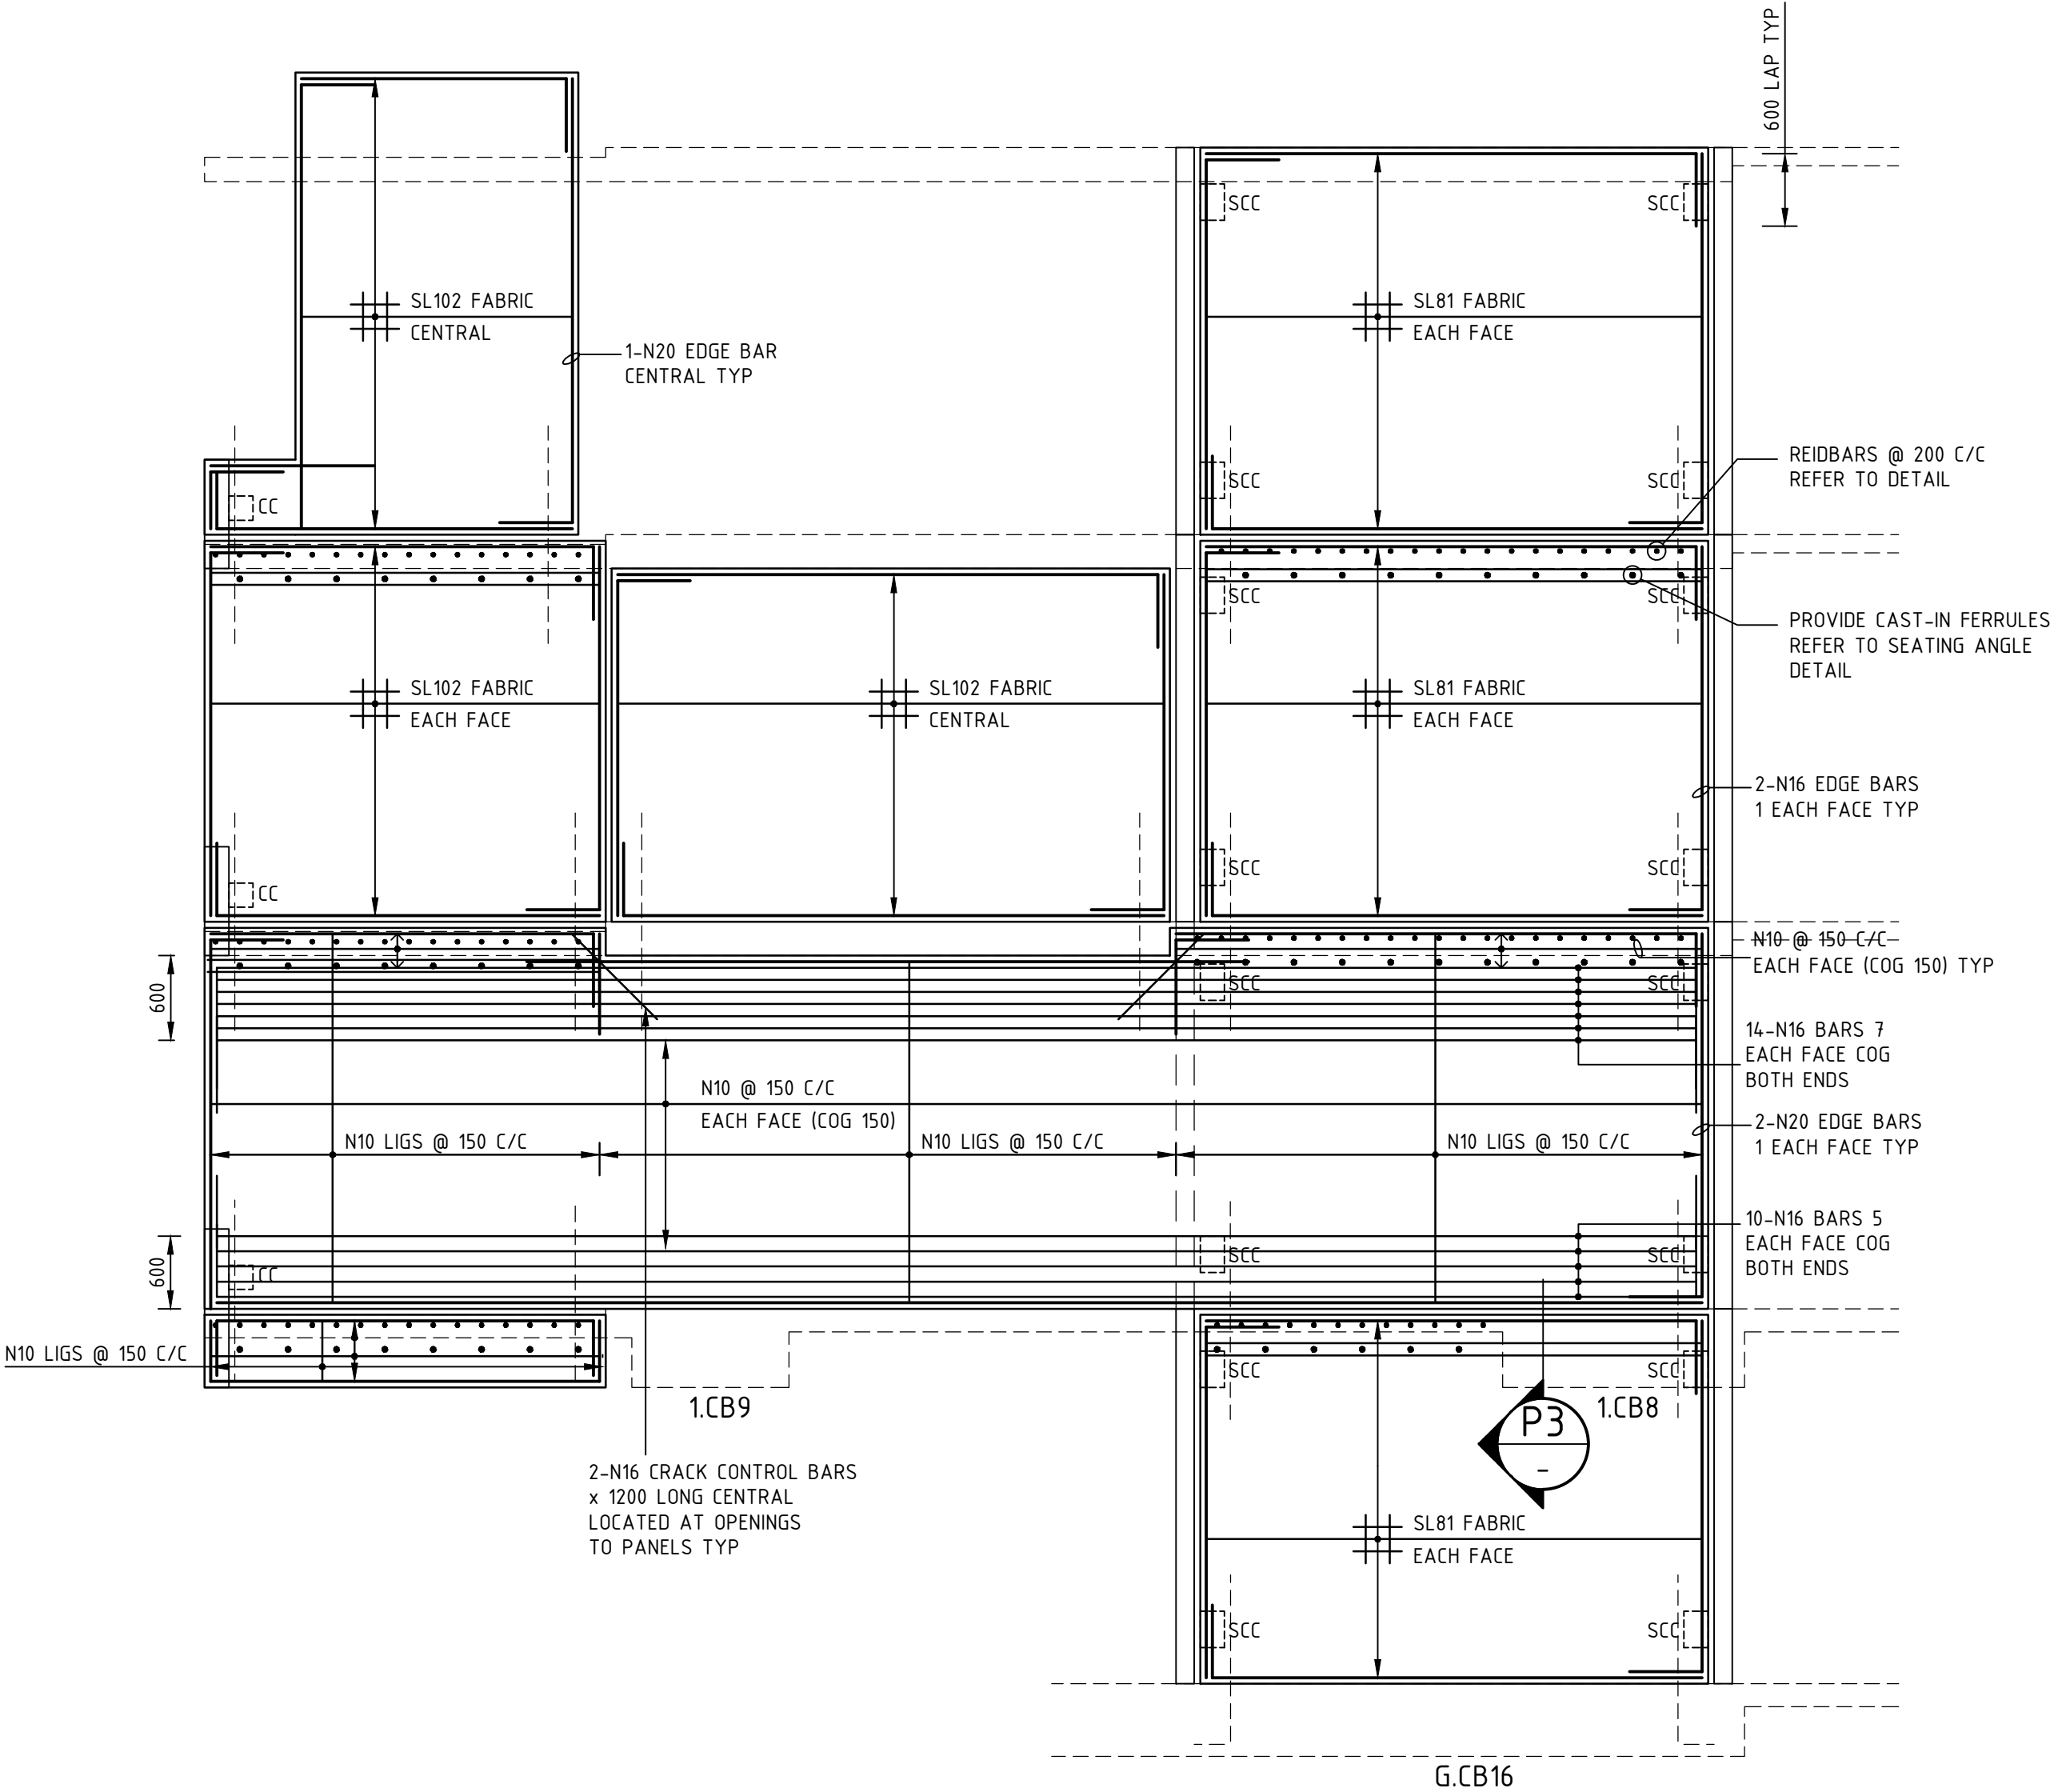 600 LAP TYP
SCC
SCC
SL102 FABRIC
CENTRAL
SL81 FABRIC
EACH FACE
1-N20 EDGE BAR
CENTRAL TYP
REIDBARS @ 200 C/C
REFER TO DETAIL
SCC
SCC
CC
SCC
SCC
PROVIDE CAST-IN FERRULES
REFER TO SEATING ANGLE
DETAIL
SL102 FABRIC
EACH FACE
SL102 FABRIC
CENTRAL
SL81 FABRIC
EACH FACE
2-N16 EDGE BARS
1 EACH FACE TYP
SCC
SCC
CC
N10 @ 150 C/C
EACH FACE (COG 150) TYP
SCC
SCC
600
14-N16 BARS 7
EACH FACE COG
BOTH ENDS
N10 @ 150 C/C
EACH FACE (COG 150)
2-N20 EDGE BARS
1 EACH FACE TYP
N10 LIGS @ 150 C/C
N10 LIGS @ 150 C/C
N10 LIGS @ 150 C/C
10-N16 BARS 5
EACH FACE COG
BOTH ENDS
SCC
SCC
600
CC
N10 LIGS @ 150 C/C
SCC
SCC
1.CB9
1.CB8
P3
-
2-N16 CRACK CONTROL BARS
x 1200 LONG CENTRAL
LOCATED AT OPENINGS
TO PANELS TYP
SL81 FABRIC
EACH FACE
SCC
SCC
G.CB16